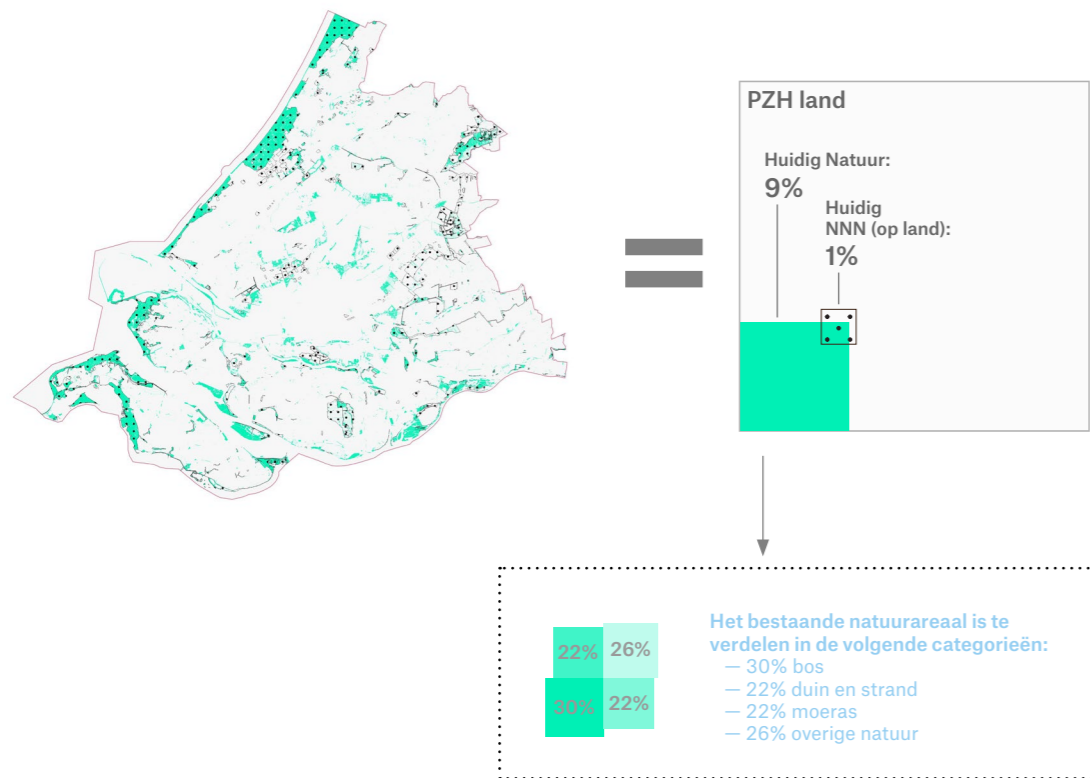 PZH land
Huidig Natuur:
9%
Huidig
NNN (op land):
1%
22%
26%
30%
22%
Het bestaande natuurareaal is te
verdelen in de volgende categorieën:
— 30% bos
— 22% duin en strand
— 22% moeras
— 26% overige natuur